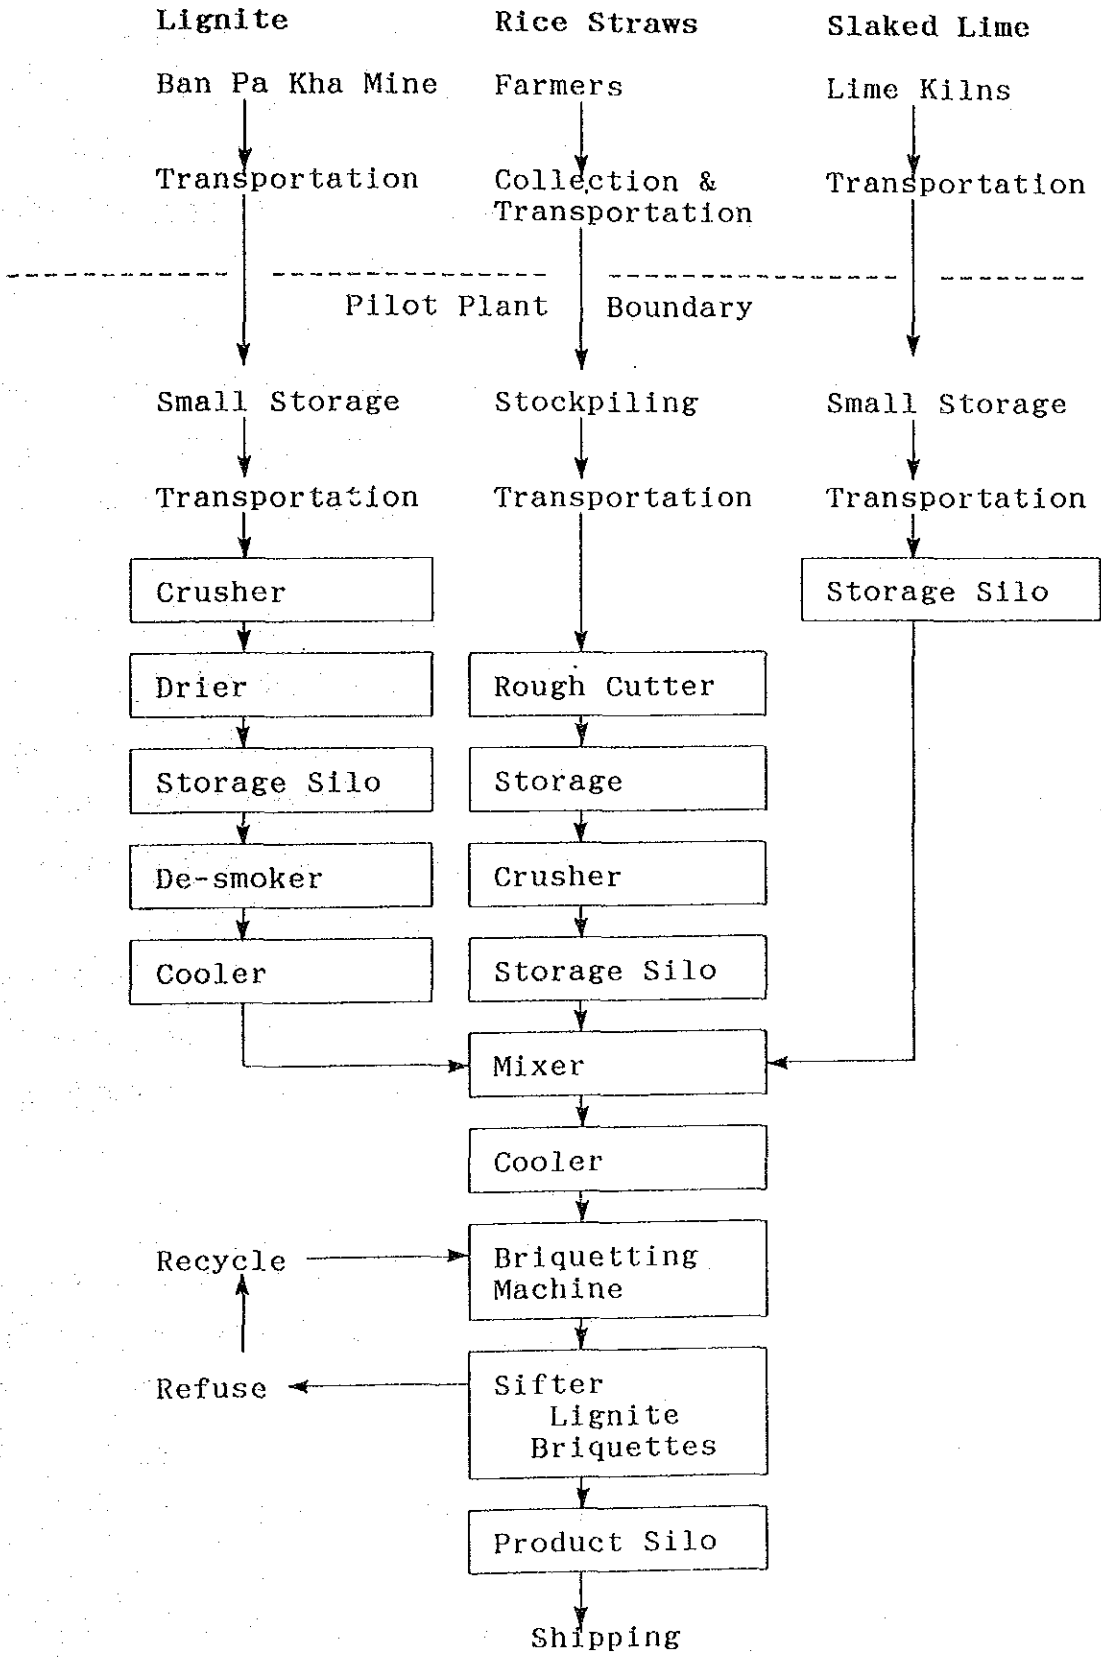 Lignite
Rice Straws
Slaked Lime
Ban Pa Kha Mine
Farmers
Lime Kilns
Transportation
Collection &
Transportation
Transportation
Pilot Plant Boundary
Small Storage
Stockpiling
Small Storage
Transportation
Transportation
Transportation
Crusher
Storage Silo
Drier
Rough Cutter
Storage Silo
Storage
De-smoker
Crusher
Cooler
Storage Silo
Mixer
Cooler
Recycle
Briquetting
Machine
Refuse
Sifter
Lignite
Briquettes
Product Silo
Shipping